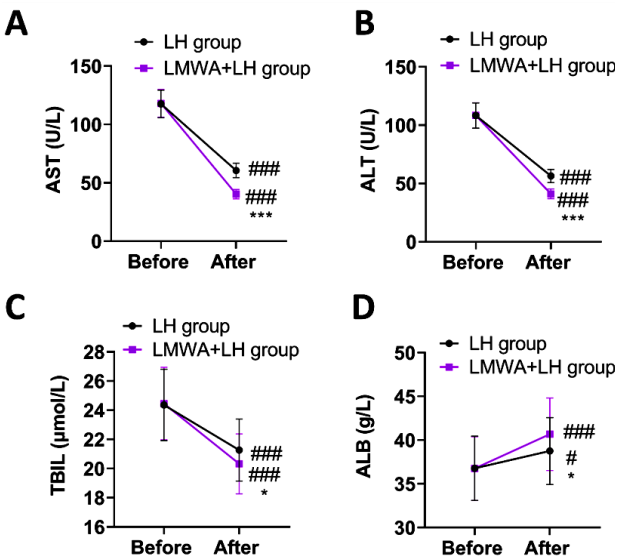 A
LH group
LMWA+LH group
AST (U/L)
150
100
50
0
###
###
***
Before After
B
LH group
LMWA+LH group
ALT (U/L)
150
100
50
0
###
###
***
Before After
C
LH group
LMWA+LH group
TBIL (μmol/L)
28
26
24
22
20
18
16
###
###
*
Before After
D
LH group
LMWA+LH group
ALB (g/L)
50
45
40
35
30
###
#
*
Before After